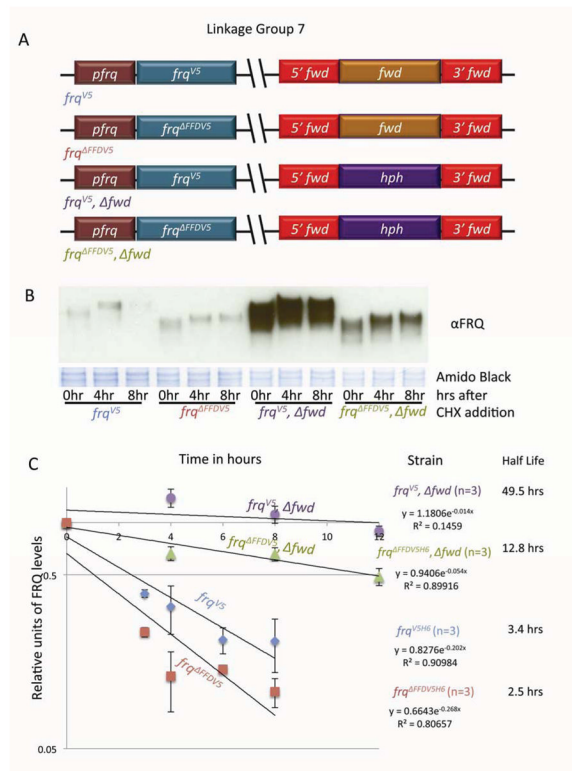 Linkage Group 7
A
pfrq frqV5 5’ fwd fwd 3’ fwd
frqV5
pfrq frqΔFFDV5 5’ fwd fwd 3’ fwd
frqΔFFDV5
pfrq frqV5 5’ fwd hph 3’ fwd
frqV5, Δfwd
pfrq frqΔFFDV5 5’ fwd hph 3’ fwd
frqΔFFDV5, Δfwd
B
αFRQ
Amido Black
0hr 4hr 8hr 0hr 4hr 8hr 0hr 4hr 8hr 0hr 4hr 8hr hrs after
frqV5 frqΔFFDV5 frqV5, Δfwd frqΔFFDV5, Δfwd CHX addition
C
Time in hours
Strain
Half Life
frqV5, Δfwd
0 2 4 6 8 10 12
frqΔFFDV5, Δfwd
frqV5
frqΔFFDV5
0.5
0.05
Relative units of FRQ levels
frqV5, Δfwd (n=3) 49.5 hrs
y = 1.1806e-0.014x
R² = 0.1459
frqΔFFDV5H6, Δfwd (n=3) 12.8 hrs
y = 0.9406e-0.054x
R² = 0.89916
frqV5H6 (n=3) 3.4 hrs
y = 0.8276e-0.202x
R² = 0.90984
frqΔFFDV5H6 (n=3) 2.5 hrs
y = 0.6643e-0.268x
R² = 0.80657